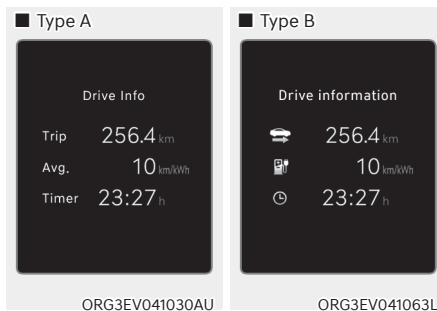 ■ Type A
Drive Info
Trip 256.4 km
Avg. 10 km/kWh
Timer 23:27 h
ORG3EV041030AU
■ Type B
Drive information
256.4 km
10 km/kWh
23:27 h
ORG3EV041063L